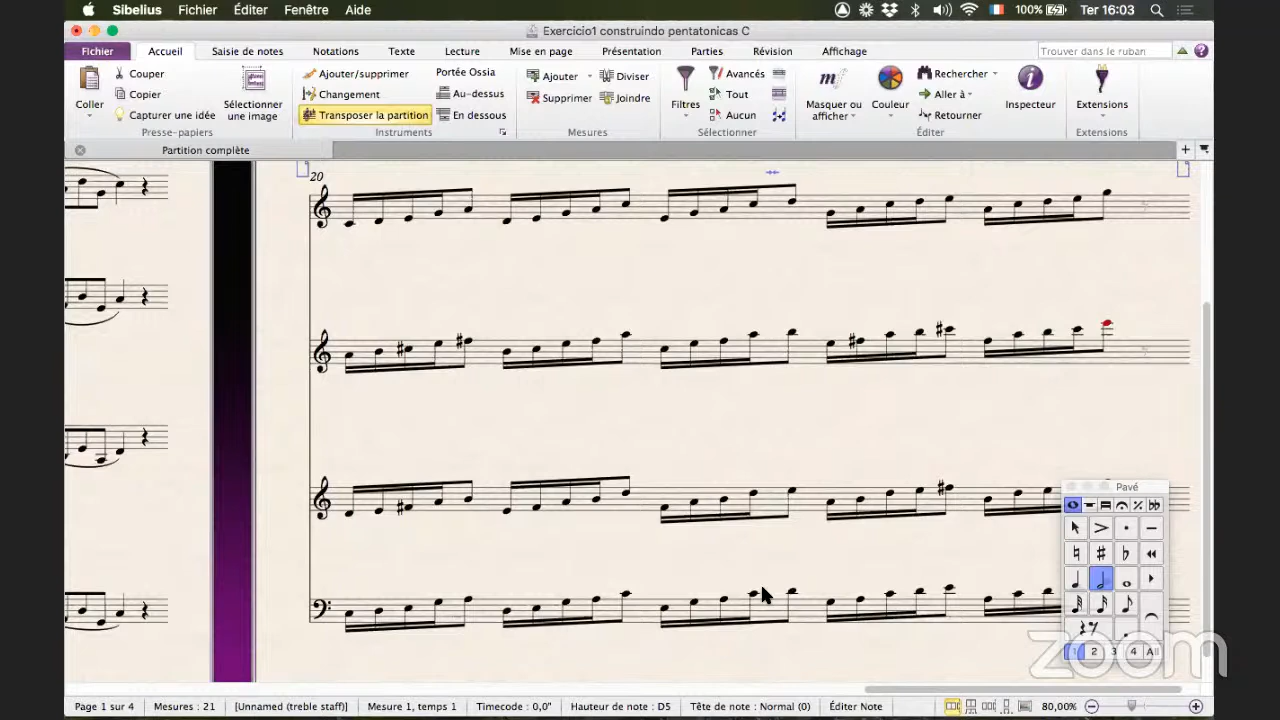 Sibelius Fichier Éditer Fenêtre Aide 100% Ter 16:03
Exercicio1 construindo pentatonicas C
Fichier Accueil Saisie de notes Notations Texte Lecture Mise en page Présentation Parties Révision Affichage Trouver dans le ruban
Coller
Couper
Copier
Capturer une idée
Presse-papiers
Sélectionner
une image
Ajouter/supprimer
Changement
Transposer la partition
Portée Ossia
Au-dessus
En dessous
Instruments
Ajouter
Supprimer
Diviser
Joindre
Mesures
Filtres
Avancés
Tout
Aucun
Sélectionner
Masquer ou
afficher
Couleur
Rechercher
Aller à
Retourner
Éditer
Inspecteur
Extensions
Extensions
Partition complète
20
Pavé
1 2 3 4 All
zoom
Page 1 sur 4 Mesures : 21 [Unnamed (treble staff)] Mesure 1, temps 1 Timecode : 0,0" Hauteur de note : D5 Tête de note : Normal (0) Éditer Note 80,00%